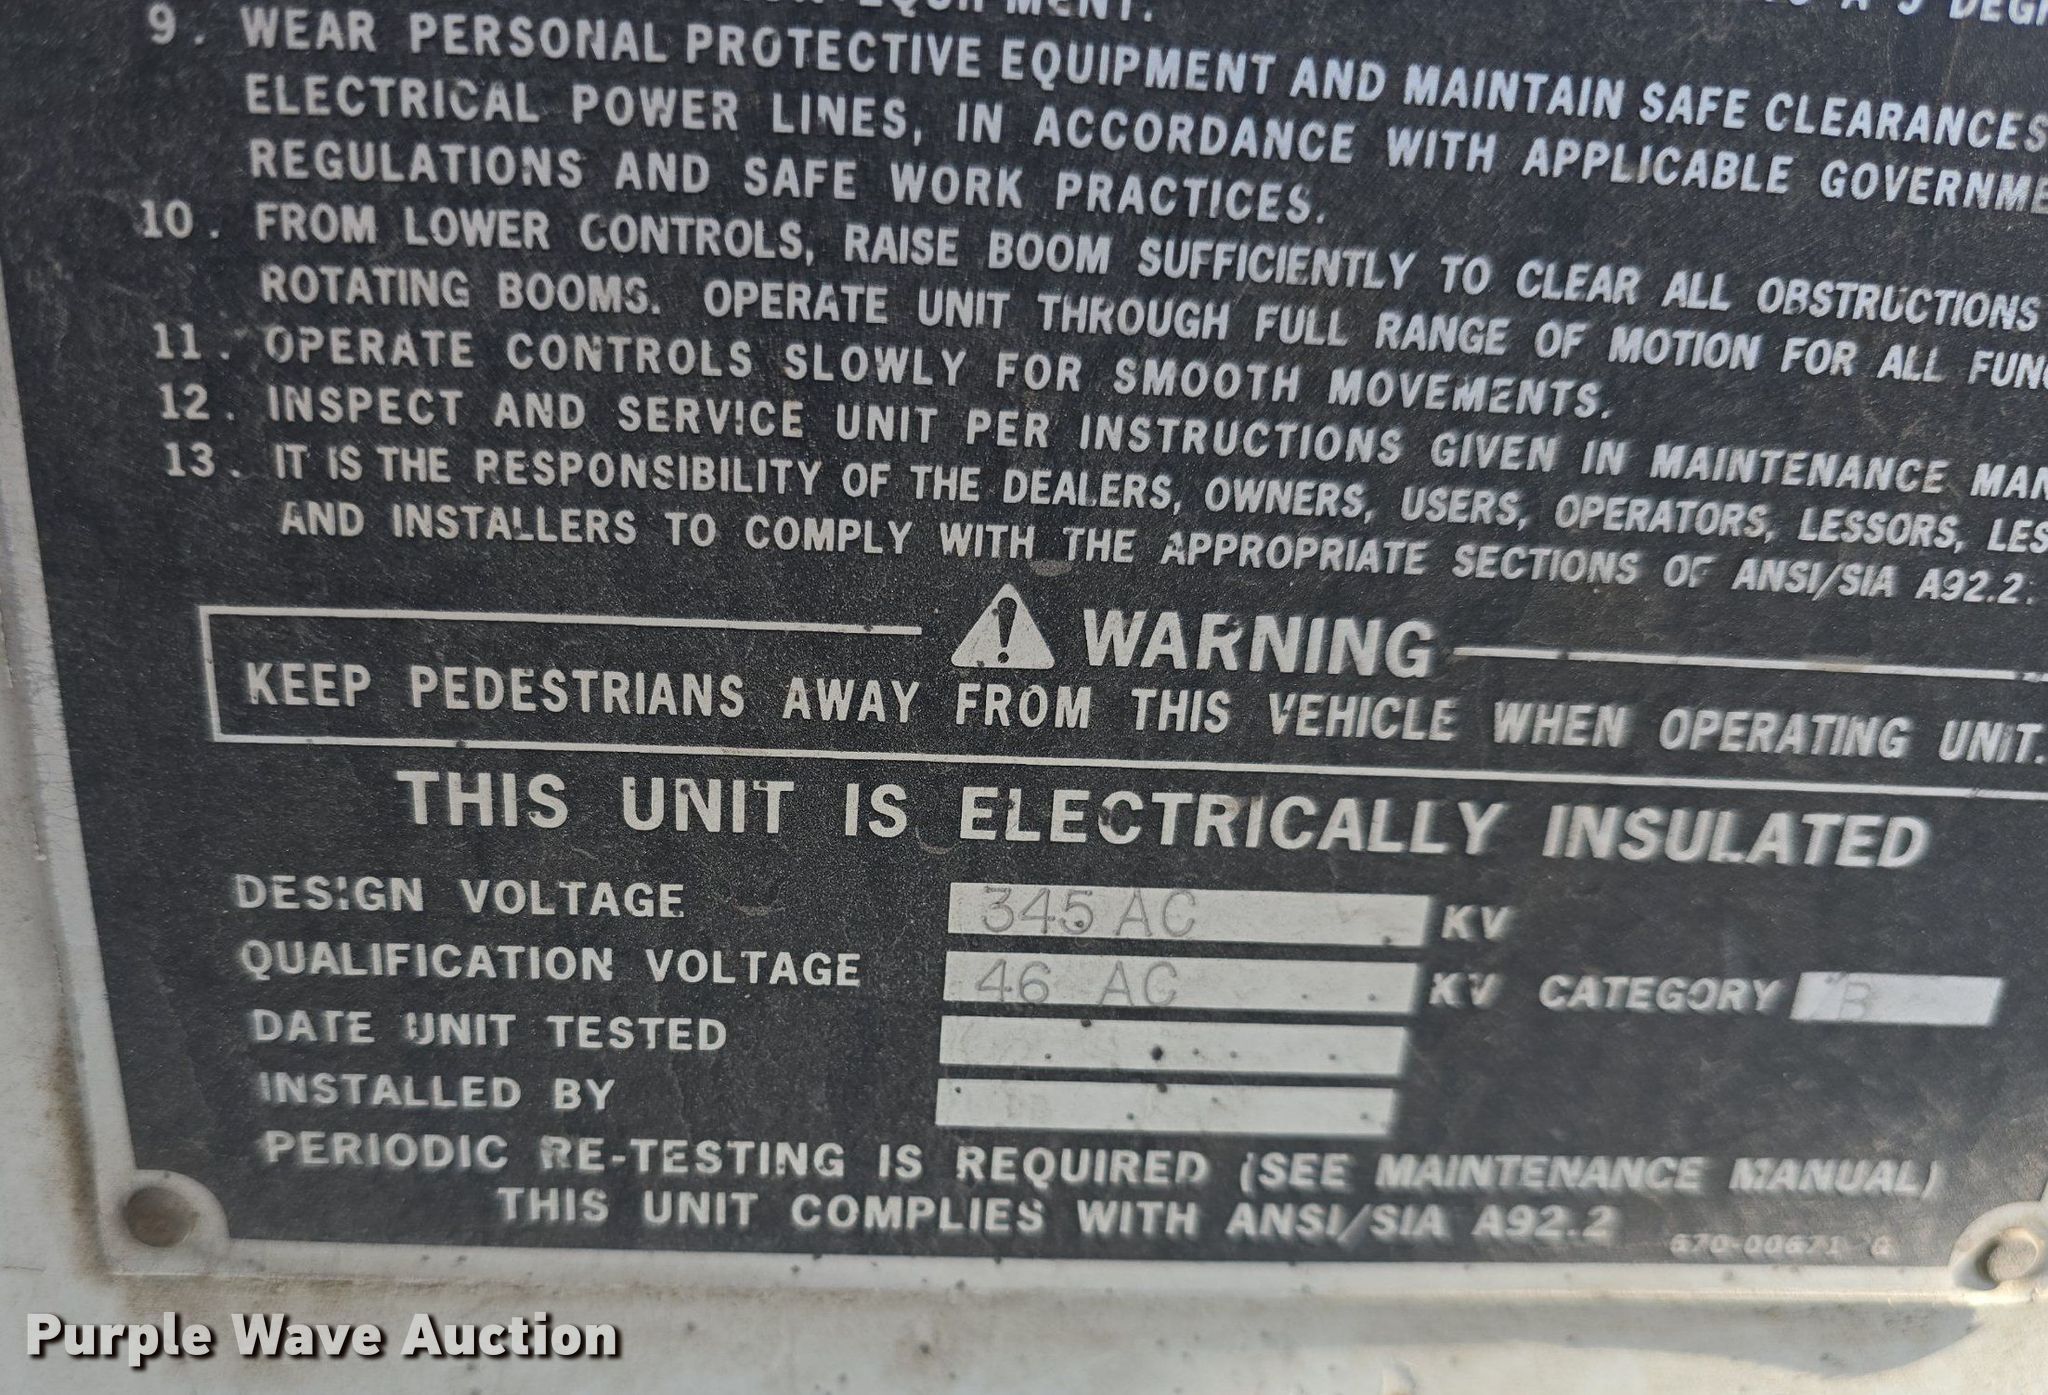 EQUIPMENT.
A 5 DEG
9. WEAR PERSONAL PROTECTIVE EQUIPMENT AND MAINTAIN SAFE CLEARANCES
ELECTRICAL POWER LINES, IN ACCORDANCE WITH APPLICABLE GOVERNME
REGULATIONS AND SAFE WORK PRACTICES.
10. FROM LOWER CONTROLS, RAISE BOOM SUFFICIENTLY TO CLEAR ALL OBSTRUCTIONS
ROTATING BOOMS. OPERATE UNIT THROUGH FULL RANGE OF MOTION FOR ALL FUNC
11. OPERATE CONTROLS SLOWLY FOR SMOOTH MOVEMENTS.
12. INSPECT AND SERVICE UNIT PER INSTRUCTIONS GIVEN IN MAINTENANCE MAN
13. IT IS THE RESPONSIBILITY OF THE DEALERS, OWNERS, USERS, OPERATORS, LESSORS, LES
AND INSTALLERS TO COMPLY WITH THE APPROPRIATE SECTIONS OF ANSI/SIA A92.2.
WARNING
KEEP PEDESTRIANS AWAY FROM THIS VEHICLE WHEN OPERATING UNIT.
THIS UNIT IS ELECTRICALLY INSULATED
DESIGN VOLTAGE 345 AC KV
QUALIFICATION VOLTAGE 46 AC KV CATEGORY B
DATE UNIT TESTED
INSTALLED BY
PERIODIC RE-TESTING IS REQUIRED (SEE MAINTENANCE MANUAL)
THIS UNIT COMPLIES WITH ANSI/SIA A92.2
670-00671 G
Purple Wave Auction